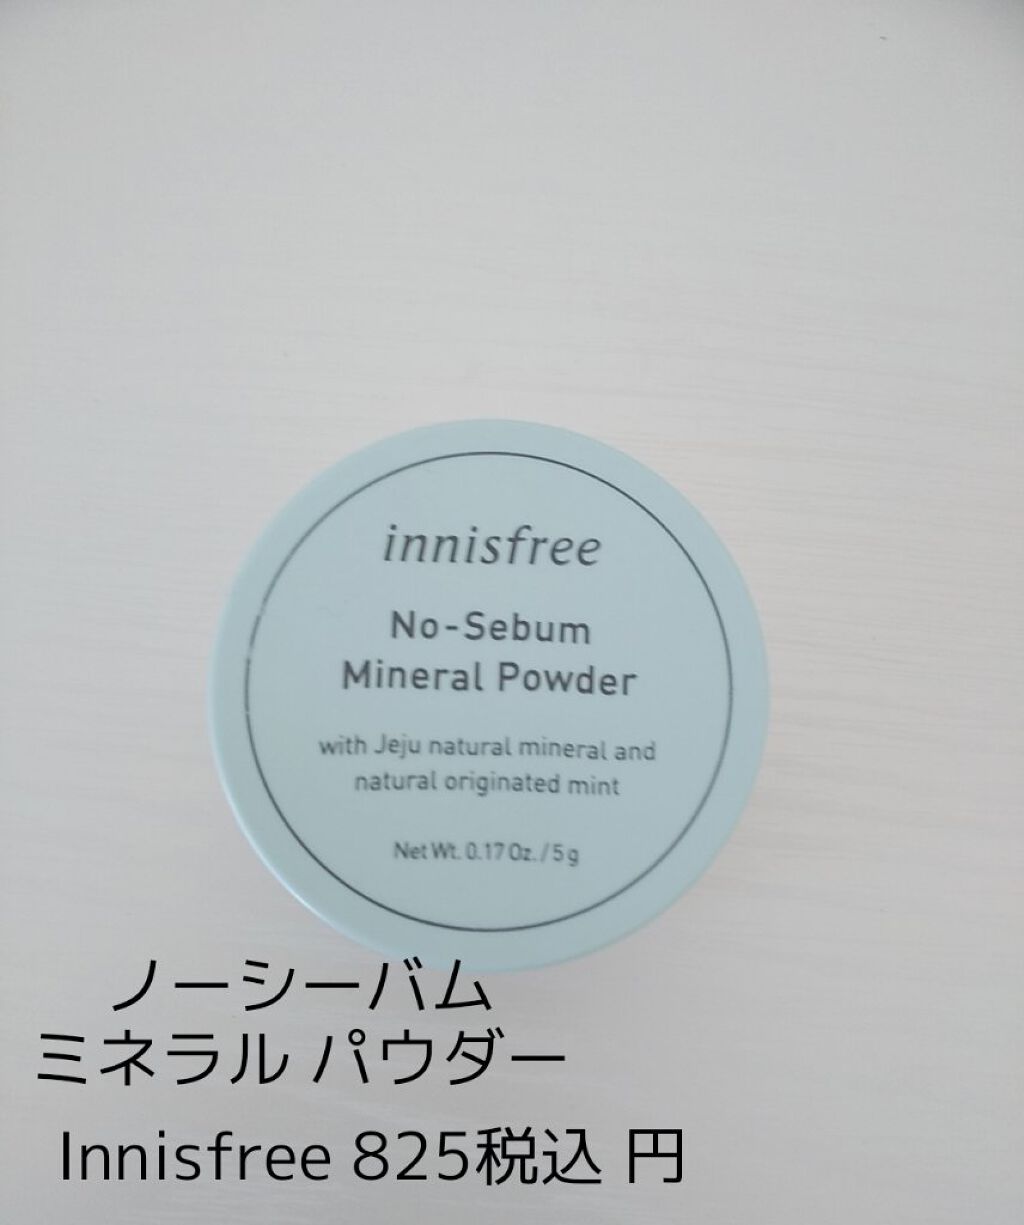 innisfree
No-Sebum
Mineral Powder
with Jeju natural mineral and
natural originated mint
Net Wt. 0.17 Oz. / 5 g
ノーシーバム
ミネラル パウダー
Innisfree 825税込 円